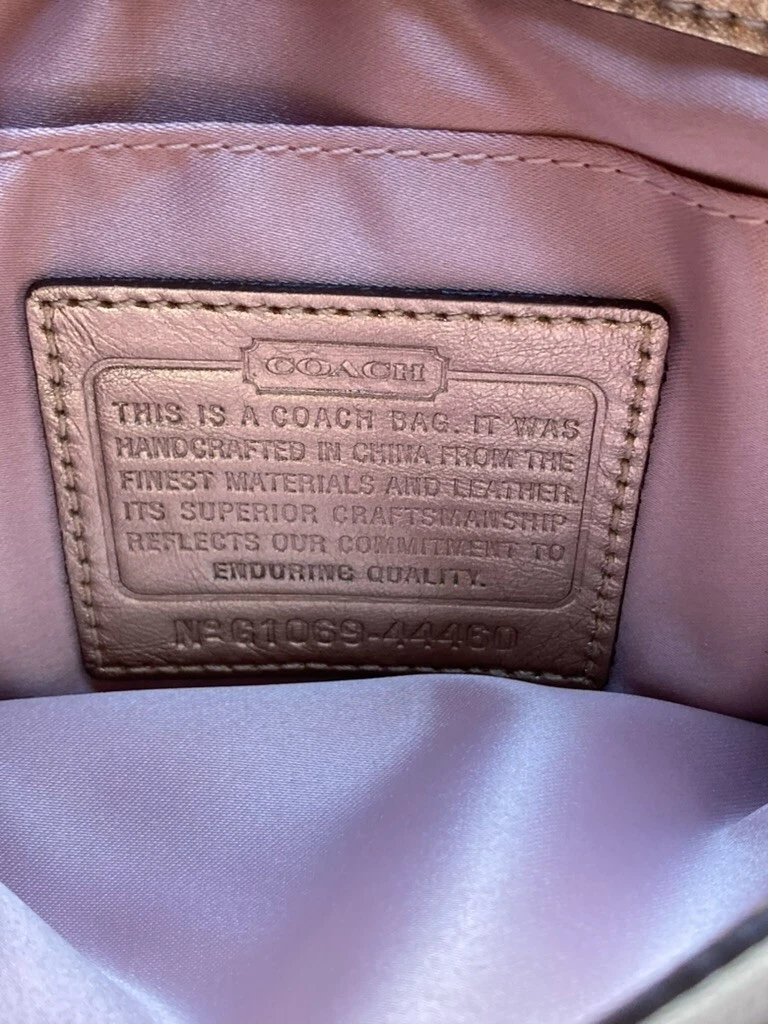 COACH
THIS IS A COACH BAG. IT WAS
HANDCRAFTED IN CHINA FROM THE
FINEST MATERIALS AND LEATHER.
ITS SUPERIOR CRAFTSMANSHIP
REFLECTS OUR COMMITMENT TO
ENDURING QUALITY.
Nº G1069-44460